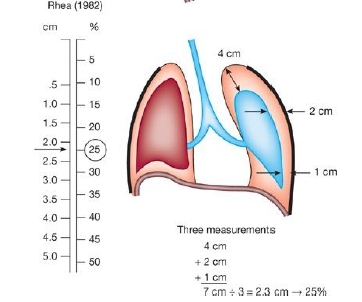 Rhea (1982)
cm %
5
.5 10
1.0 15
1.5 20
2.0 25
2.5 30
3.0 35
3.5 40
4.0 45
4.5 50
5.0
4 cm
2 cm
1 cm
Three measurements
4 cm
+ 2 cm
+ 1 cm
7 cm ÷ 3 = 2.3 cm → 25%